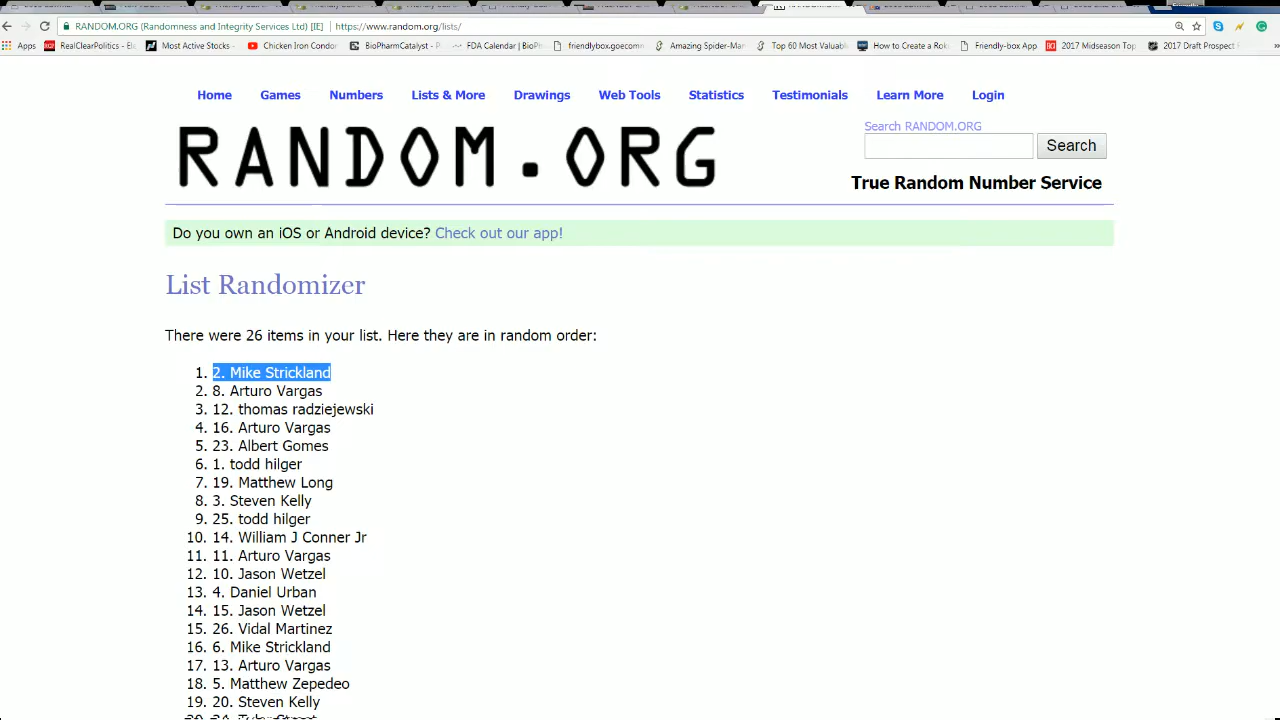 RANDOM.ORG (Randomness and Integrity Services Ltd) [IE] https://www.random.org/lists/
Apps RealClearPolitics - Ele Most Active Stocks - Chicken Iron Condor BioPharmCatalyst - P FDA Calendar | BioPh friendlybox.goecomm Amazing Spider-Man Top 60 Most Valuable How to Create a Rok Friendly-box App 2017 Midseason Top 2017 Draft Prospect
Home Games Numbers Lists & More Drawings Web Tools Statistics Testimonials Learn More Login
RANDOM.ORG
Search RANDOM.ORG
Search
True Random Number Service
Do you own an iOS or Android device? Check out our app!
List Randomizer
There were 26 items in your list. Here they are in random order:
1. 2. Mike Strickland
2. 8. Arturo Vargas
3. 12. thomas radziejewski
4. 16. Arturo Vargas
5. 23. Albert Gomes
6. 1. todd hilger
7. 19. Matthew Long
8. 3. Steven Kelly
9. 25. todd hilger
10. 14. William J Conner Jr
11. 11. Arturo Vargas
12. 10. Jason Wetzel
13. 4. Daniel Urban
14. 15. Jason Wetzel
15. 26. Vidal Martinez
16. 6. Mike Strickland
17. 13. Arturo Vargas
18. 5. Matthew Zepedeo
19. 20. Steven Kelly